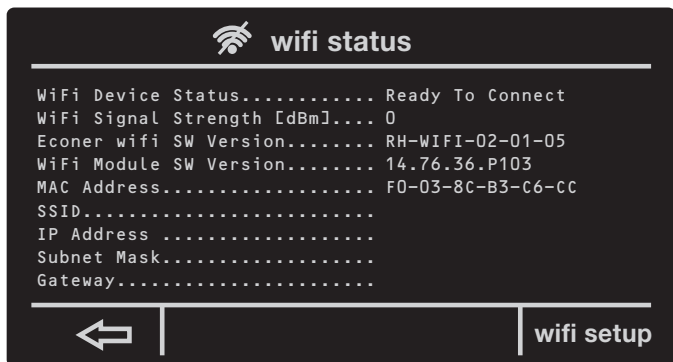 wifi status
WiFi Device Status............ Ready To Connect
WiFi Signal Strength [dBm].... 0
Econer wifi SW Version........ RH-WIFI-02-01-05
WiFi Module SW Version........ 14.76.36.P103
MAC Address................... F0-03-8C-B3-C6-CC
SSID..........................
IP Address ...................
Subnet Mask...................
Gateway.......................
wifi setup